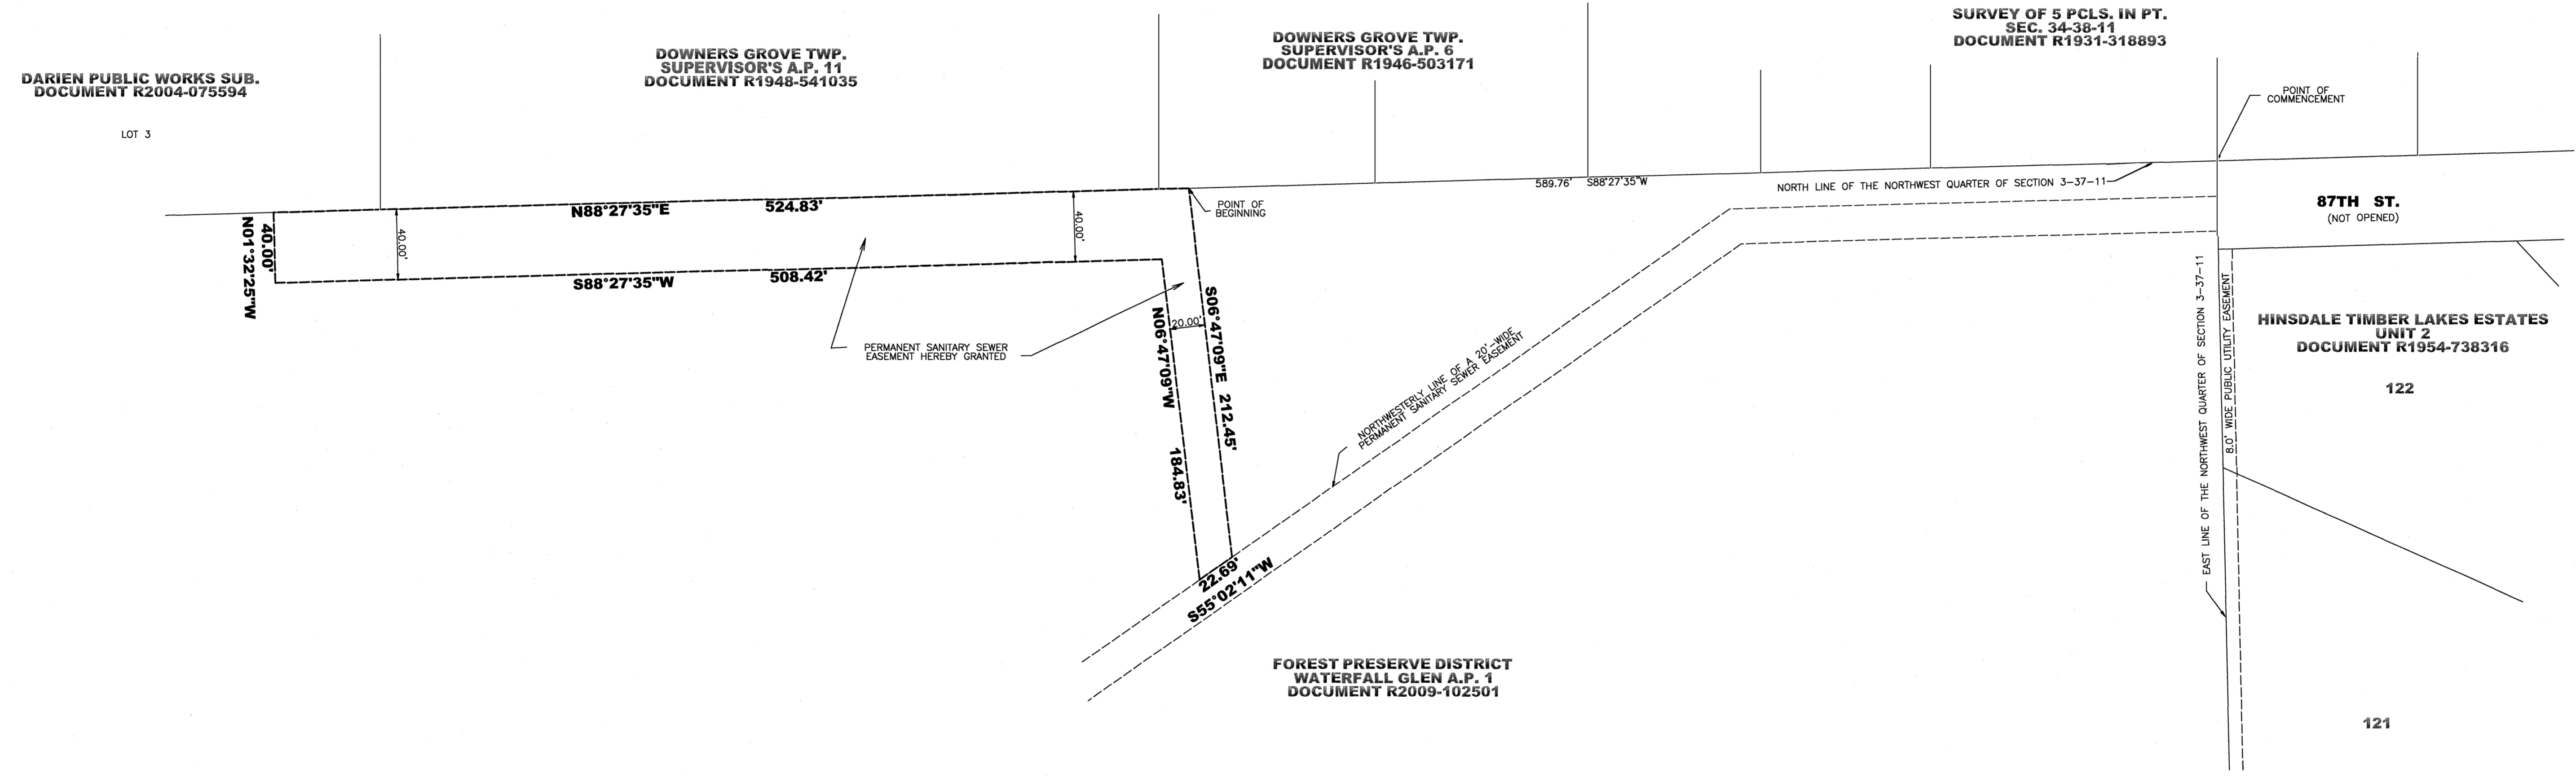 DARIEN PUBLIC WORKS SUB.
DOCUMENT R2004-075594
LOT 3
DOWNERS GROVE TWP.
SUPERVISOR'S A.P. 11
DOCUMENT R1948-541035
DOWNERS GROVE TWP.
SUPERVISOR'S A.P. 6
DOCUMENT R1946-503171
SURVEY OF 5 PCLS. IN PT.
SEC. 34-38-11
DOCUMENT R1931-318893
POINT OF
COMMENCEMENT
589.76' S88°27'35"W
NORTH LINE OF THE NORTHWEST QUARTER OF SECTION 3-37-11
87TH ST.
(NOT OPENED)
POINT OF
BEGINNING
N88°27'35"E 524.83'
40.00'
N01°32'25"W
40.00'
40.00'
S88°27'35"W 508.42'
PERMANENT SANITARY SEWER
EASEMENT HEREBY GRANTED
20.00'
S06°47'09"E 212.45'
N06°47'09"W 184.83'
22.69'
S55°02'11"W
NORTHWESTERLY LINE OF A 20'-WIDE
PERMANENT SANITARY SEWER EASEMENT
EAST LINE OF THE NORTHWEST QUARTER OF SECTION 3-37-11
8.0' WIDE PUBLIC UTILITY EASEMENT
HINSDALE TIMBER LAKES ESTATES
UNIT 2
DOCUMENT R1954-738316
122
FOREST PRESERVE DISTRICT
WATERFALL GLEN A.P. 1
DOCUMENT R2009-102501
121